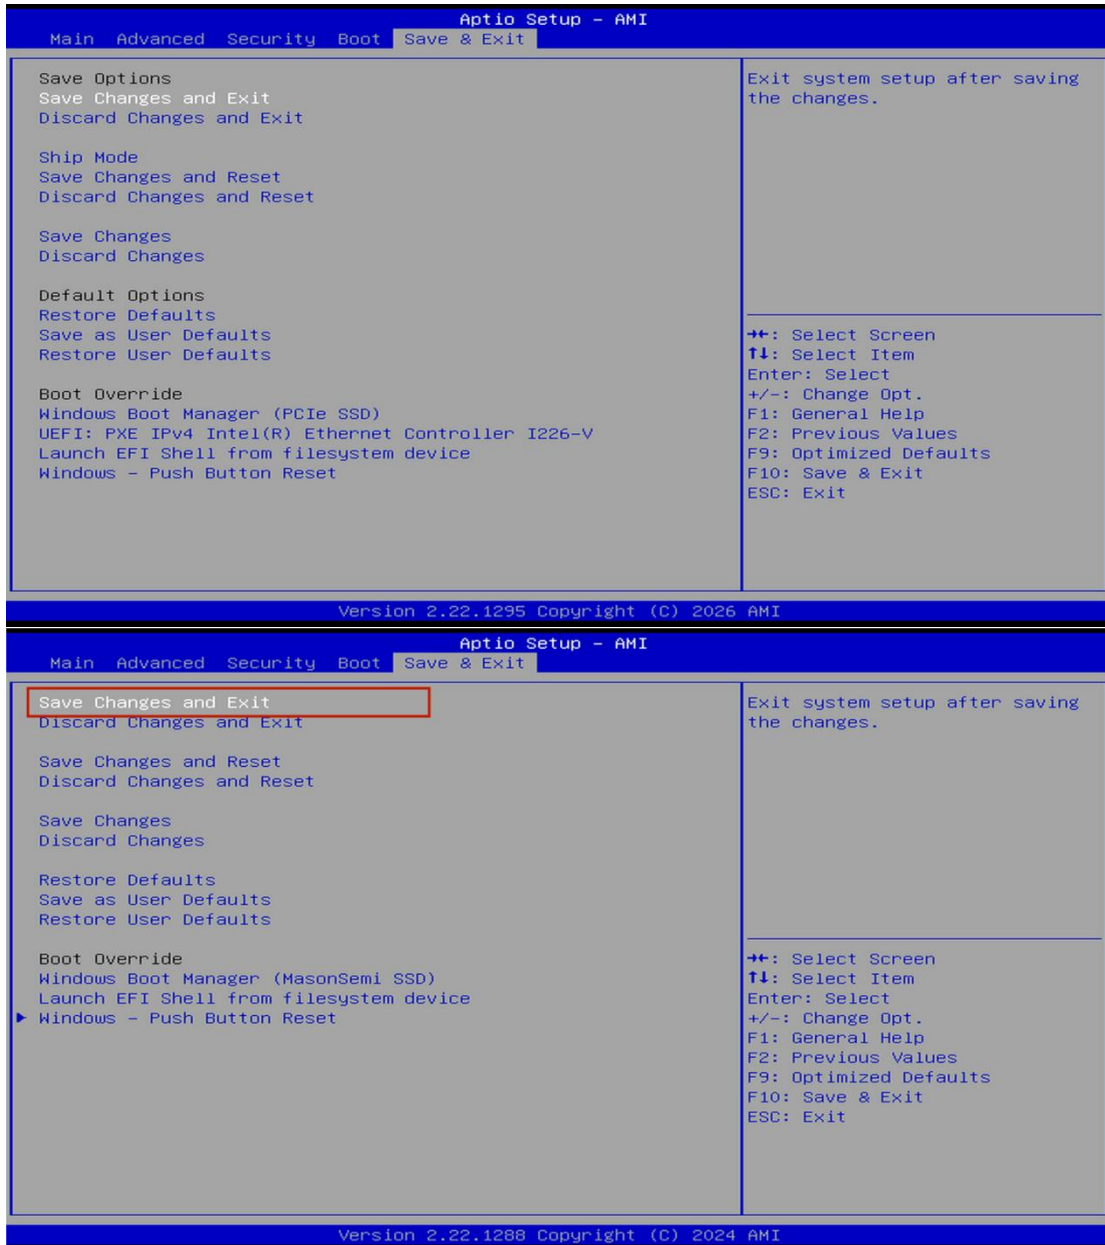 Aptio Setup - AMI
Main Advanced Security Boot Save & Exit
Save Options
Save Changes and Exit
Discard Changes and Exit
Ship Mode
Save Changes and Reset
Discard Changes and Reset
Save Changes
Discard Changes
Default Options
Restore Defaults
Save as User Defaults
Restore User Defaults
Boot Override
Windows Boot Manager (PCIe SSD)
UEFI: PXE IPv4 Intel(R) Ethernet Controller I226-V
Launch EFI Shell from filesystem device
Windows - Push Button Reset
Exit system setup after saving
the changes.
→←: Select Screen
↑↓: Select Item
Enter: Select
+/-: Change Opt.
F1: General Help
F2: Previous Values
F9: Optimized Defaults
F10: Save & Exit
ESC: Exit
Version 2.22.1295 Copyright (C) 2026 AMI
Aptio Setup - AMI
Main Advanced Security Boot Save & Exit
Save Changes and Exit
Discard Changes and Exit
Save Changes and Reset
Discard Changes and Reset
Save Changes
Discard Changes
Restore Defaults
Save as User Defaults
Restore User Defaults
Boot Override
Windows Boot Manager (MasonSemi SSD)
Launch EFI Shell from filesystem device
Windows - Push Button Reset
Exit system setup after saving
the changes.
→←: Select Screen
↑↓: Select Item
Enter: Select
+/-: Change Opt.
F1: General Help
F2: Previous Values
F9: Optimized Defaults
F10: Save & Exit
ESC: Exit
Version 2.22.1288 Copyright (C) 2024 AMI